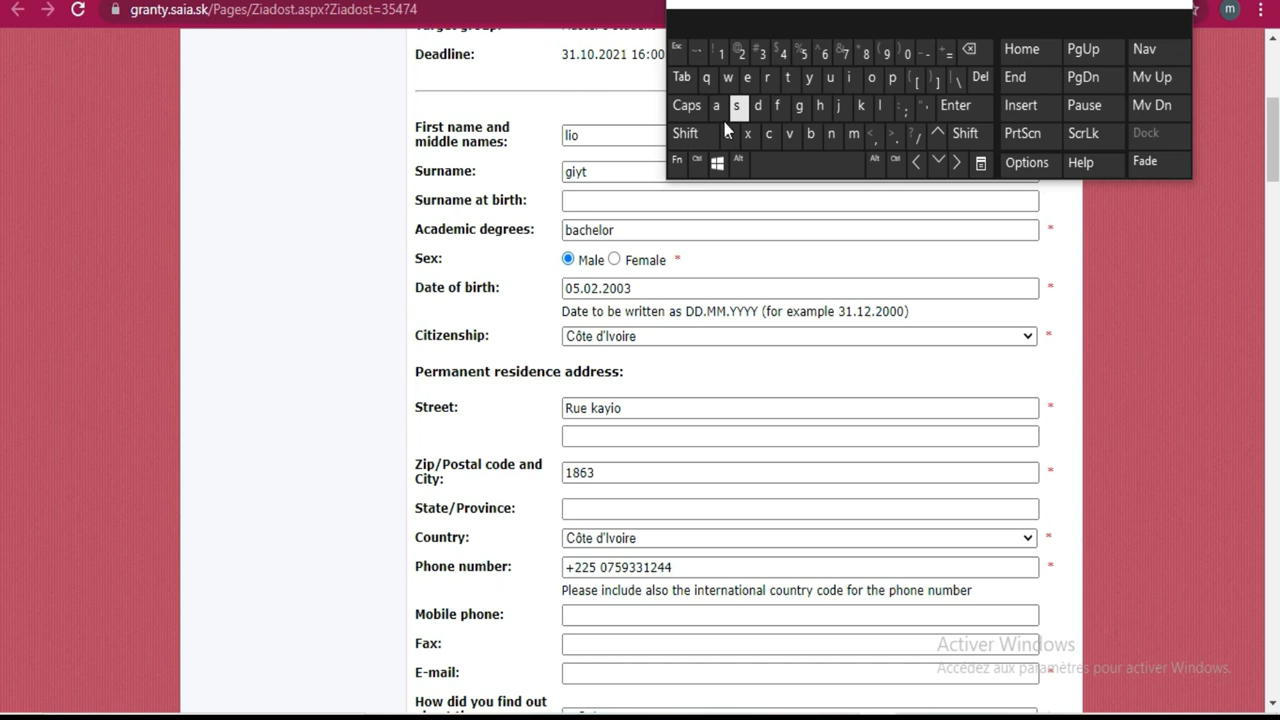 granty.saia.sk/Pages/Ziadost.aspx?Ziadost=35474
m
Deadline: 31.10.2021 16:00
First name and
middle names: lio
Surname: giyt
Surname at birth:
Academic degrees: bachelor *
Sex: Male Female *
Date of birth: 05.02.2003 *
Date to be written as DD.MM.YYYY (for example 31.12.2000)
Citizenship: Côte d'Ivoire *
Permanent residence address:
Street: Rue kayio *
Zip/Postal code and
City: 1863 *
State/Province:
Country: Côte d'Ivoire *
Phone number: +225 0759331244 *
Please include also the international country code for the phone number
Mobile phone:
Fax:
E-mail: *
How did you find out
Esc ! 1 @ 2 # 3 $ 4 % 5 ^ 6 & 7 * 8 ( 9 ) 0 _ - + = Home PgUp Nav
Tab q w e r t y u i o p { [ } ] | \ Del End PgDn Mv Up
Caps a s d f g h j k l : ; " ' Enter Insert Pause Mv Dn
Shift x c v b n m < , > . ? / Shift PrtScn ScrLk Dock
Fn Ctrl Alt Alt Ctrl Options Help Fade
Activer Windows
Accédez aux paramètres pour activer Windows.